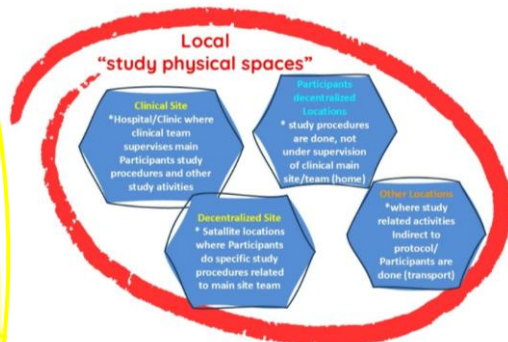 Local
“study physical spaces”
Clinical Site
*Hospital/Clinic where
clinical team
supervises main
Participants study
procedures and other
study ativities
Participants
decentralized
Locations
* study procedures
are done, not
under supervision
of clinical main
site/team (home)
Decentralized Site
* Satallite locations
where Participants
do specific study
procedures related
to main site team
Other Locations
*where study
related activities
Indirect to
protocol/
Participants are
done (transport)